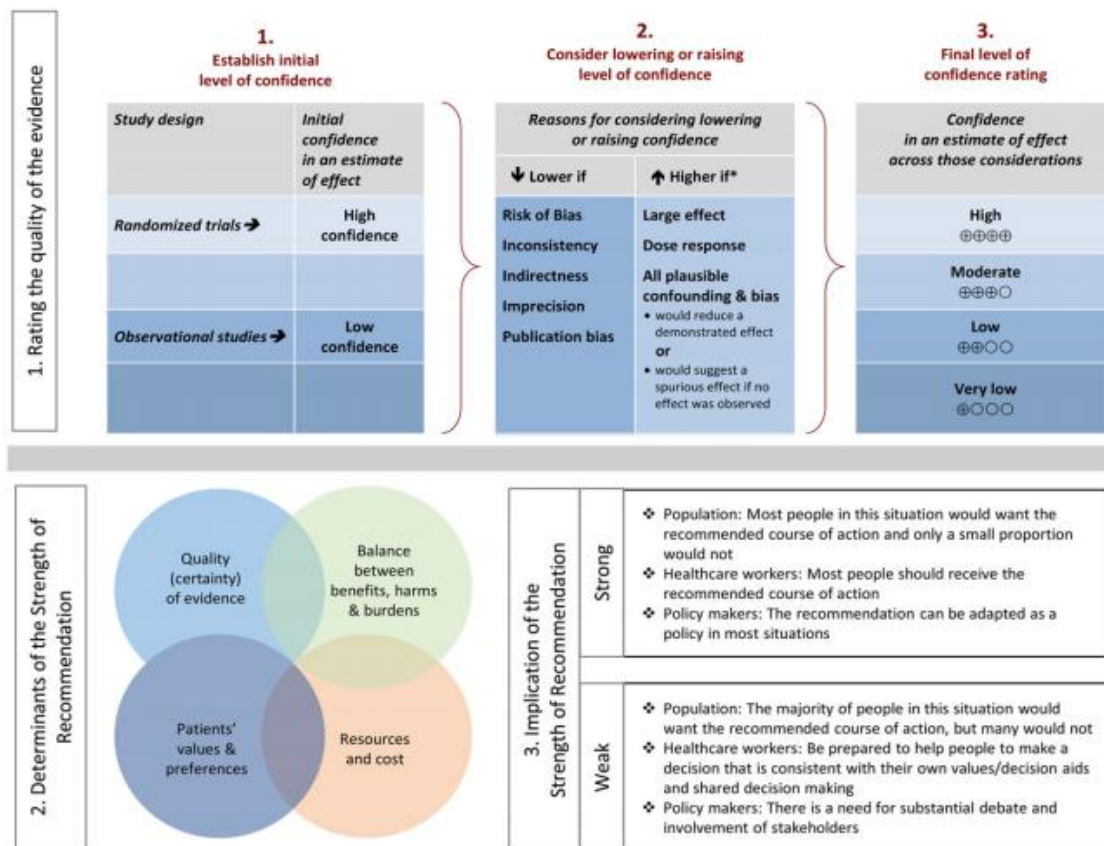 1. Rating the quality of the evidence
1.
Establish initial
level of confidence
Study design
Initial
confidence
in an estimate
of effect
Randomized trials ➔
High
confidence
Observational studies ➔
Low
confidence
2.
Consider lowering or raising
level of confidence
Reasons for considering lowering
or raising confidence
🡻 Lower if
🡹 Higher if*
Risk of Bias
Inconsistency
Indirectness
Imprecision
Publication bias
Large effect
Dose response
All plausible
confounding & bias
• would reduce a
demonstrated effect
or
• would suggest a
spurious effect if no
effect was observed
3.
Final level of
confidence rating
Confidence
in an estimate of effect
across those considerations
High
⊕⊕⊕⊕
Moderate
⊕⊕⊕○
Low
⊕⊕○○
Very low
⊕○○○
2. Determinants of the Strength of
Recommendation
Quality
(certainty)
of evidence
Balance
between
benefits, harms
& burdens
Patients'
values &
preferences
Resources
and cost
3. Implication of the
Strength of Recommendation
Strong
❖ Population: Most people in this situation would want the
recommended course of action and only a small proportion
would not
❖ Healthcare workers: Most people should receive the
recommended course of action
❖ Policy makers: The recommendation can be adapted as a
policy in most situations
Weak
❖ Population: The majority of people in this situation would
want the recommended course of action, but many would not
❖ Healthcare workers: Be prepared to help people to make a
decision that is consistent with their own values/decision aids
and shared decision making
❖ Policy makers: There is a need for substantial debate and
involvement of stakeholders